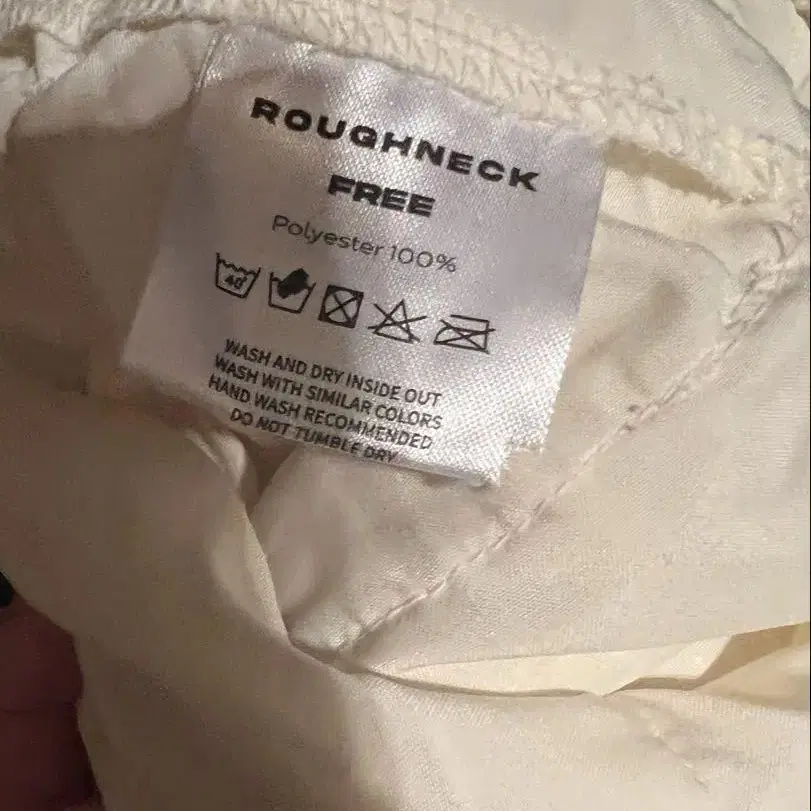 ROUGHNECK
FREE
Polyester 100%
40
WASH AND DRY INSIDE OUT
WASH WITH SIMILAR COLORS
HAND WASH RECOMMENDED
DO NOT TUMBLE DRY